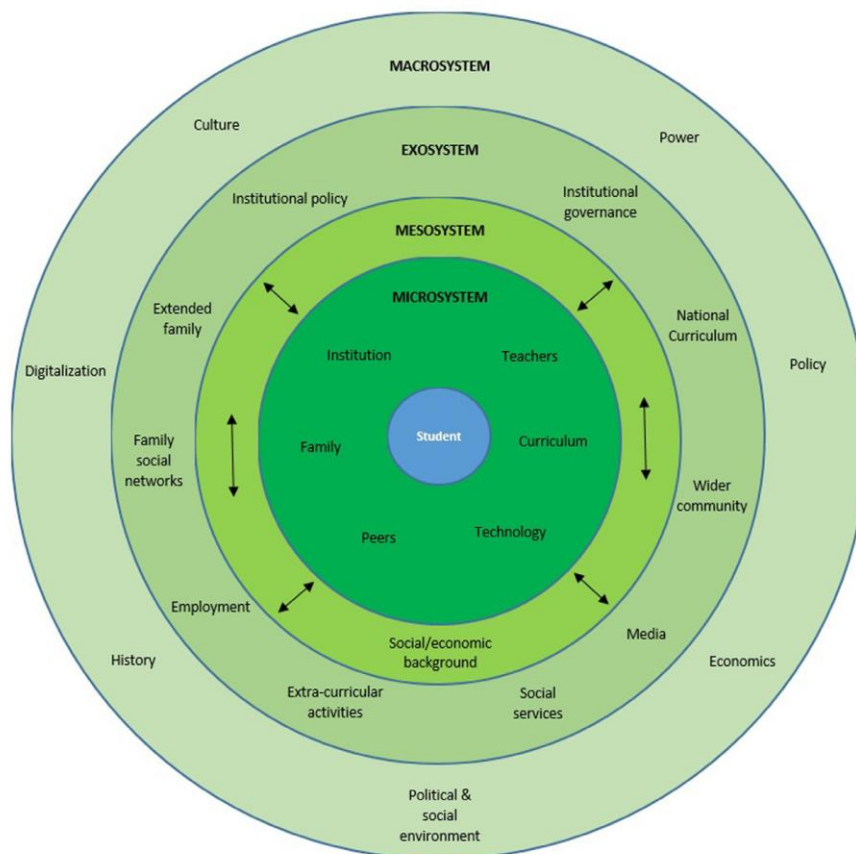 MACROSYSTEM
Culture
Power
EXOSYSTEM
Institutional policy
Institutional
governance
MESOSYSTEM
MICROSYSTEM
Extended
family
National
Curriculum
Institution
Teachers
Digitalization
Policy
Student
Family
social
networks
Family
Curriculum
Wider
community
Peers
Technology
Employment
Media
Social/economic
background
History
Economics
Extra-curricular
activities
Social
services
Political &
social
environment